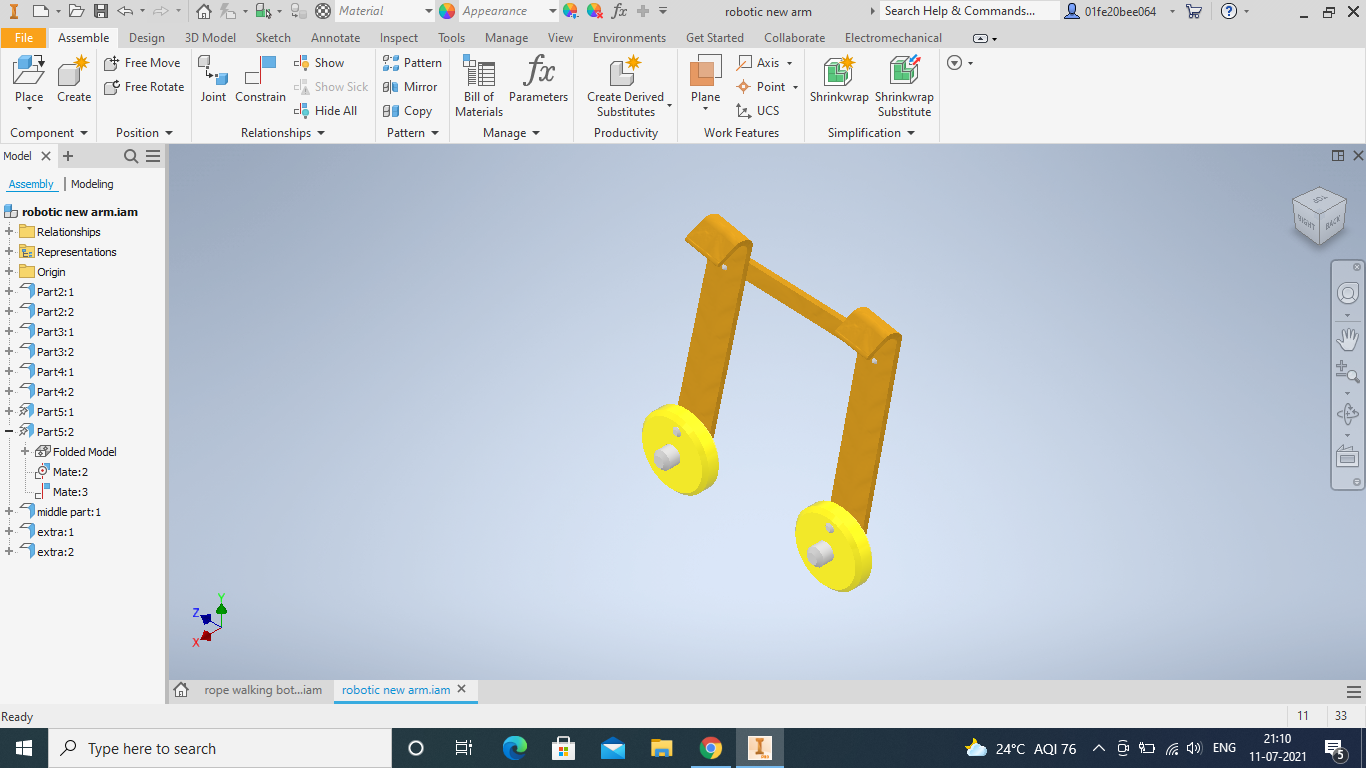 Material
Appearance
fx
robotic new arm
Search Help & Commands...
01fe20bee064
File
Assemble
Design
3D Model
Sketch
Annotate
Inspect
Tools
Manage
View
Environments
Get Started
Collaborate
Electromechanical
Place
Create
Free Move
Free Rotate
Joint
Constrain
Show
Show Sick
Hide All
Pattern
Mirror
Copy
Bill of
Materials
fx
Parameters
Create Derived
Substitutes
Plane
Axis
Point
UCS
Shrinkwrap
Shrinkwrap
Substitute
Component
Position
Relationships
Pattern
Manage
Productivity
Work Features
Simplification
Model
Assembly
Modeling
robotic new arm.iam
Relationships
Representations
Origin
Part2:1
Part2:2
Part3:1
Part3:2
Part4:1
Part4:2
Part5:1
Part5:2
Folded Model
Mate:2
Mate:3
middle part:1
extra:1
extra:2
TOP
RIGHT
BACK
Y
Z
X
rope walking bot...iam
robotic new arm.iam
Ready
11
33
Type here to search
24°C AQI 76
ENG
21:10
11-07-2021
5